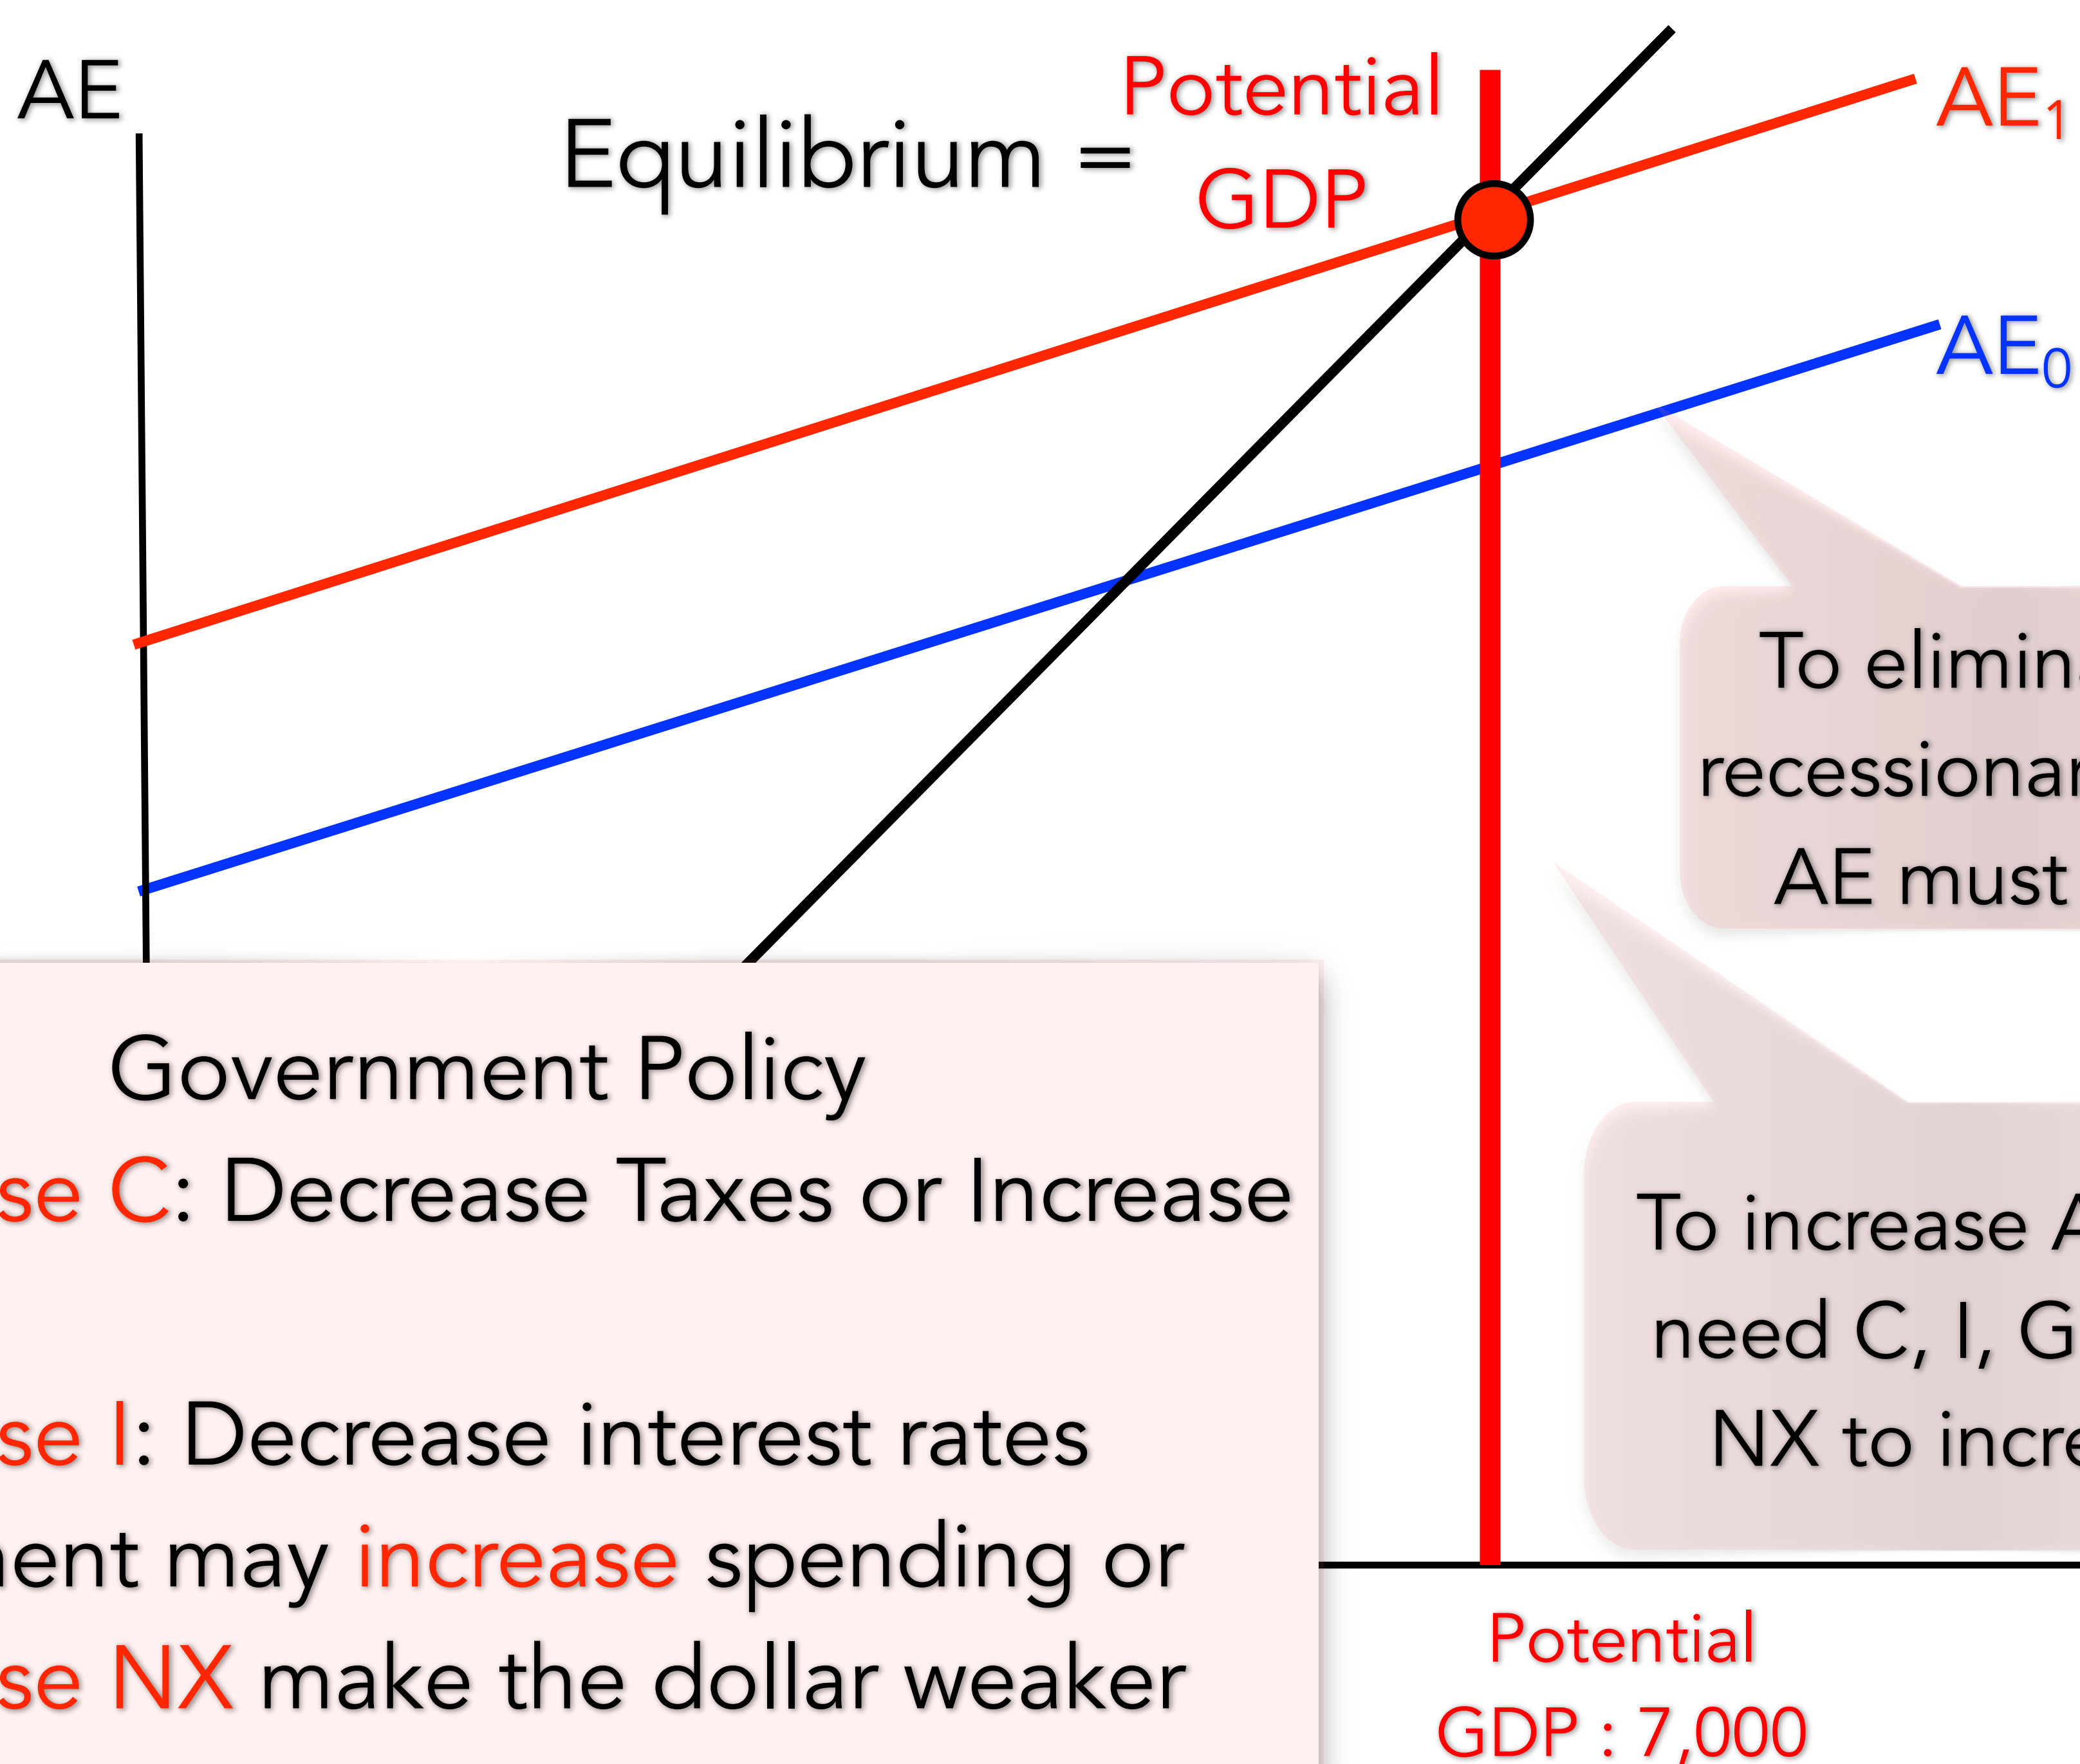 AE
Equilibrium =
Potential
GDP
AE₁
AE₀
To elimin
recessionar
AE must
Government Policy
se C: Decrease Taxes or Increase
se I: Decrease interest rates
ent may increase spending or
se NX make the dollar weaker
To increase A
need C, I, G
NX to incre
Potential
GDP : 7,000